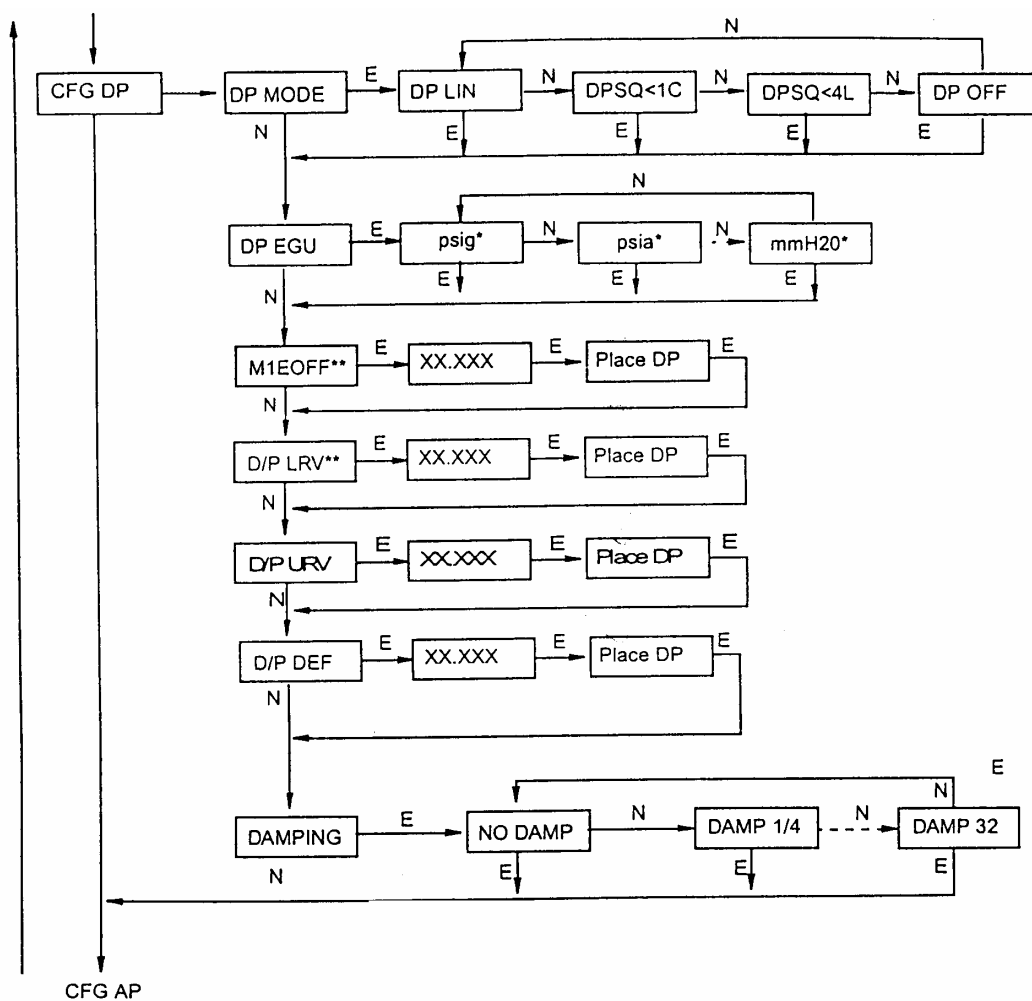 N
CFG DP
DP MODE
E
DP LIN
N
DPSQ<1C
N
DPSQ<4L
N
DP OFF
N
E
E
E
E
N
DP EGU
E
psig*
N
psia*
N
mmH20*
N
E
E
E
M1EOFF**
E
XX.XXX
E
Place DP
E
N
D/P LRV**
E
XX.XXX
E
Place DP
E
N
D/P URV
E
XX.XXX
E
Place DP
E
N
D/P DEF
E
XX.XXX
E
Place DP
E
N
E
N
DAMPING
E
NO DAMP
N
DAMP 1/4
N
DAMP 32
N
E
E
E
CFG AP